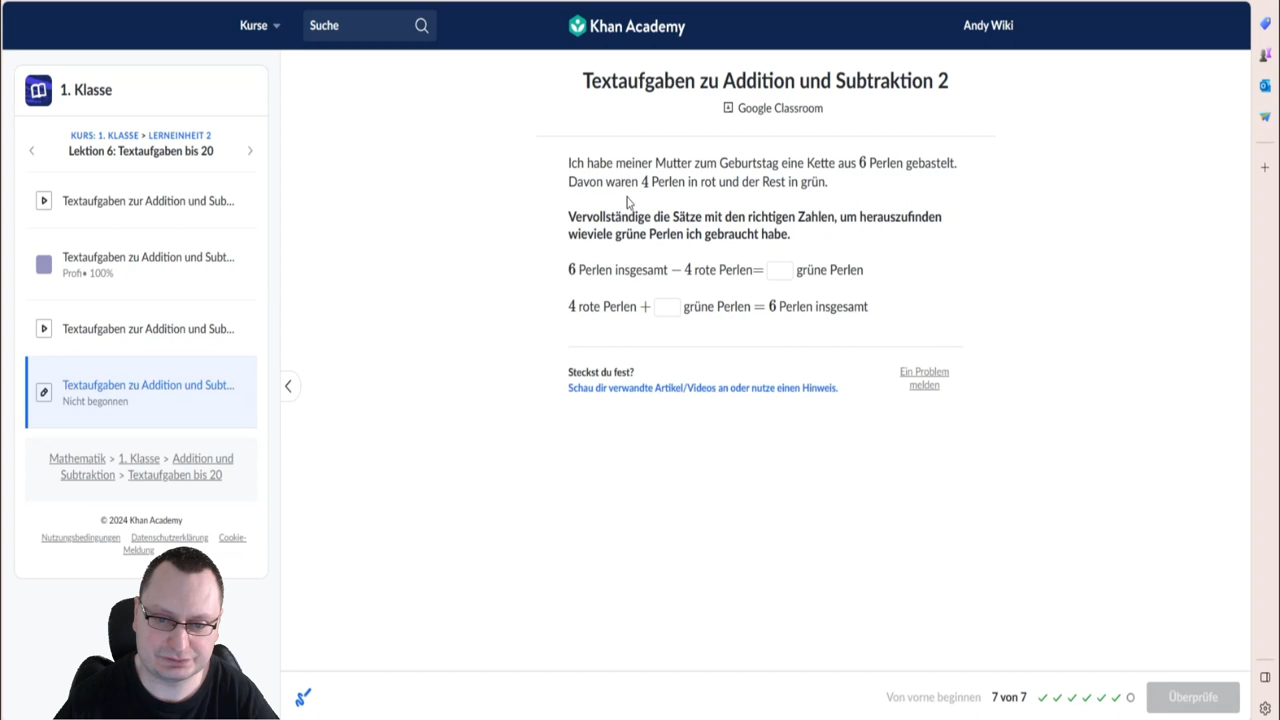 Kurse
Suche
Khan Academy
Andy Wiki
1. Klasse
KURS: 1. KLASSE > LERNEINHEIT 2
Lektion 6: Textaufgaben bis 20
Textaufgaben zur Addition und Sub...
Textaufgaben zu Addition und Subt...
Profi• 100%
Textaufgaben zur Addition und Sub...
Textaufgaben zu Addition und Subt...
Nicht begonnen
Mathematik > 1. Klasse > Addition und
Subtraktion > Textaufgaben bis 20
© 2024 Khan Academy
Nutzungsbedingungen Datenschutzerklärung Cookie-
Meldung
Textaufgaben zu Addition und Subtraktion 2
Google Classroom
Ich habe meiner Mutter zum Geburtstag eine Kette aus 6 Perlen gebastelt.
Davon waren 4 Perlen in rot und der Rest in grün.
Vervollständige die Sätze mit den richtigen Zahlen, um herauszufinden
wieviele grüne Perlen ich gebraucht habe.
6 Perlen insgesamt − 4 rote Perlen= grüne Perlen
4 rote Perlen + grüne Perlen = 6 Perlen insgesamt
Steckst du fest?
Schau dir verwandte Artikel/Videos an oder nutze einen Hinweis.
Ein Problem
melden
Von vorne beginnen 7 von 7
Überprüfe